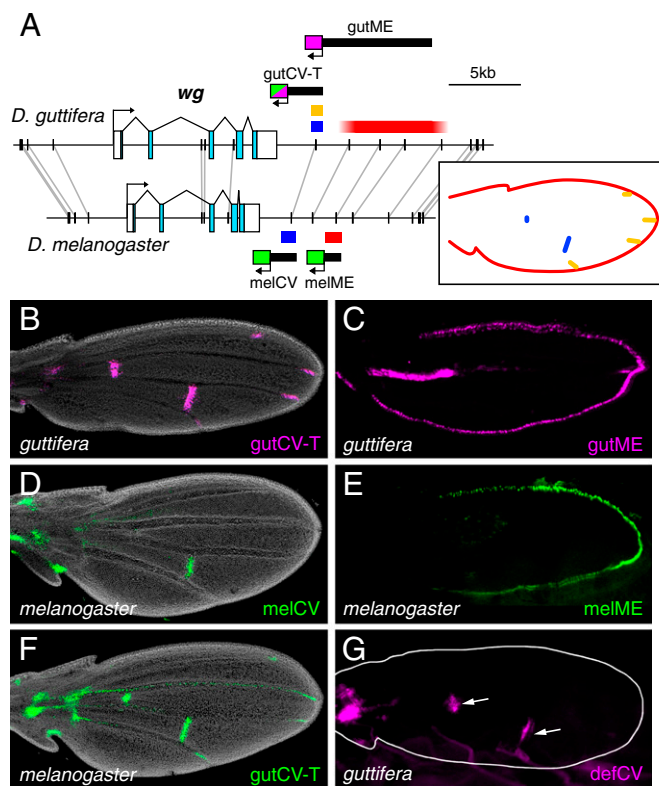 A
gutME
gutCV-T
5kb
wg
D. guttifera
D. melanogaster
melCV
melME
B
guttifera
gutCV-T
C
guttifera
gutME
D
melanogaster
melCV
E
melanogaster
melME
F
melanogaster
gutCV-T
G
guttifera
defCV